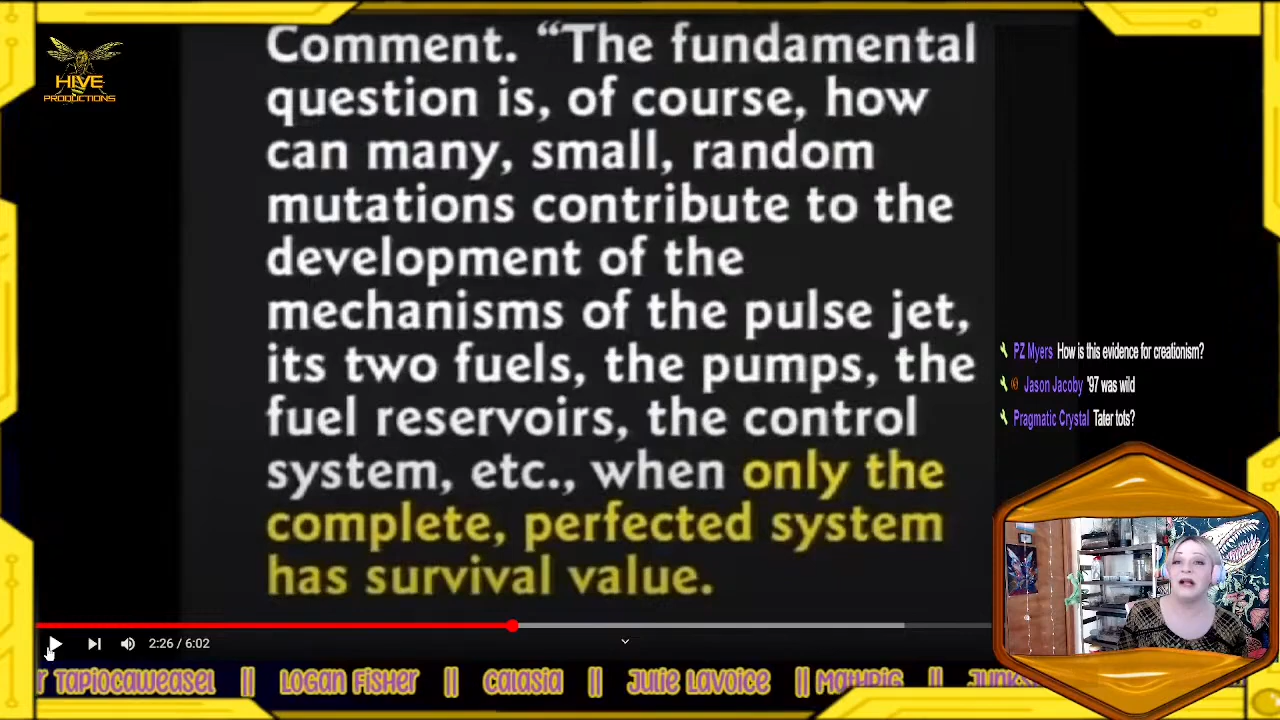 HIVE
PRODUCTIONS
Comment. “The fundamental
question is, of course, how
can many, small, random
mutations contribute to the
development of the
mechanisms of the pulse jet,
its two fuels, the pumps, the
fuel reservoirs, the control
system, etc., when only the
complete, perfected system
has survival value.
PZ Myers How is this evidence for creationism?
Jason Jacoby '97 was wild
Pragmatic Crystal Tater tots?
2:26 / 6:02
r Tapiocaweasel || Logan Fisher || Calasia || Julie LaVoice || MathPig ||